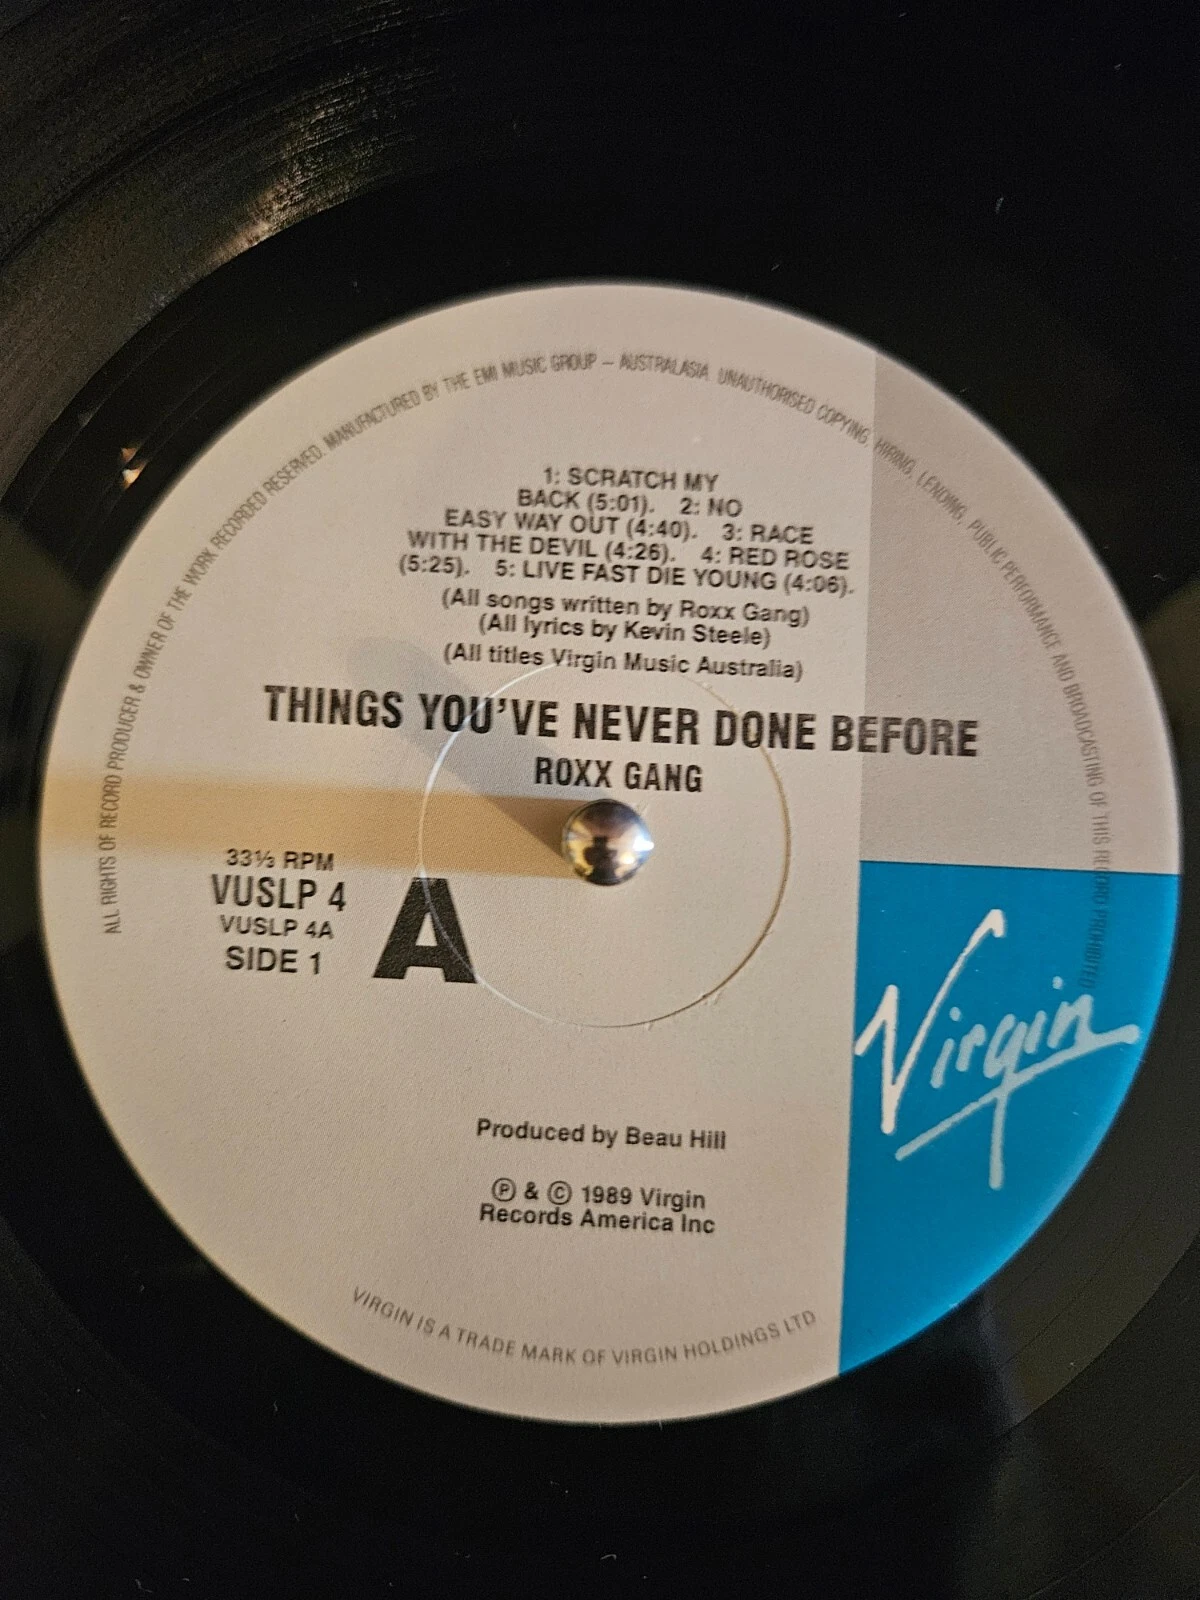 ALL RIGHTS OF RECORD PRODUCER & OWNER OF THE WORK RECORDED RESERVED. MANUFACTURED BY THE EMI MUSIC GROUP – AUSTRALASIA. UNAUTHORISED COPYING, HIRING, LENDING, PUBLIC PERFORMANCE AND BROADCASTING OF THIS RECORD PROHIBITED
1: SCRATCH MY
BACK (5:01). 2: NO
EASY WAY OUT (4:40). 3: RACE
WITH THE DEVIL (4:26). 4: RED ROSE
(5:25). 5: LIVE FAST DIE YOUNG (4:06).
(All songs written by Roxx Gang)
(All lyrics by Kevin Steele)
(All titles Virgin Music Australia)
THINGS YOU'VE NEVER DONE BEFORE
ROXX GANG
33⅓ RPM
VUSLP 4
VUSLP 4A
SIDE 1
A
Virgin
Produced by Beau Hill
Ⓟ & © 1989 Virgin
Records America Inc
VIRGIN IS A TRADE MARK OF VIRGIN HOLDINGS LTD